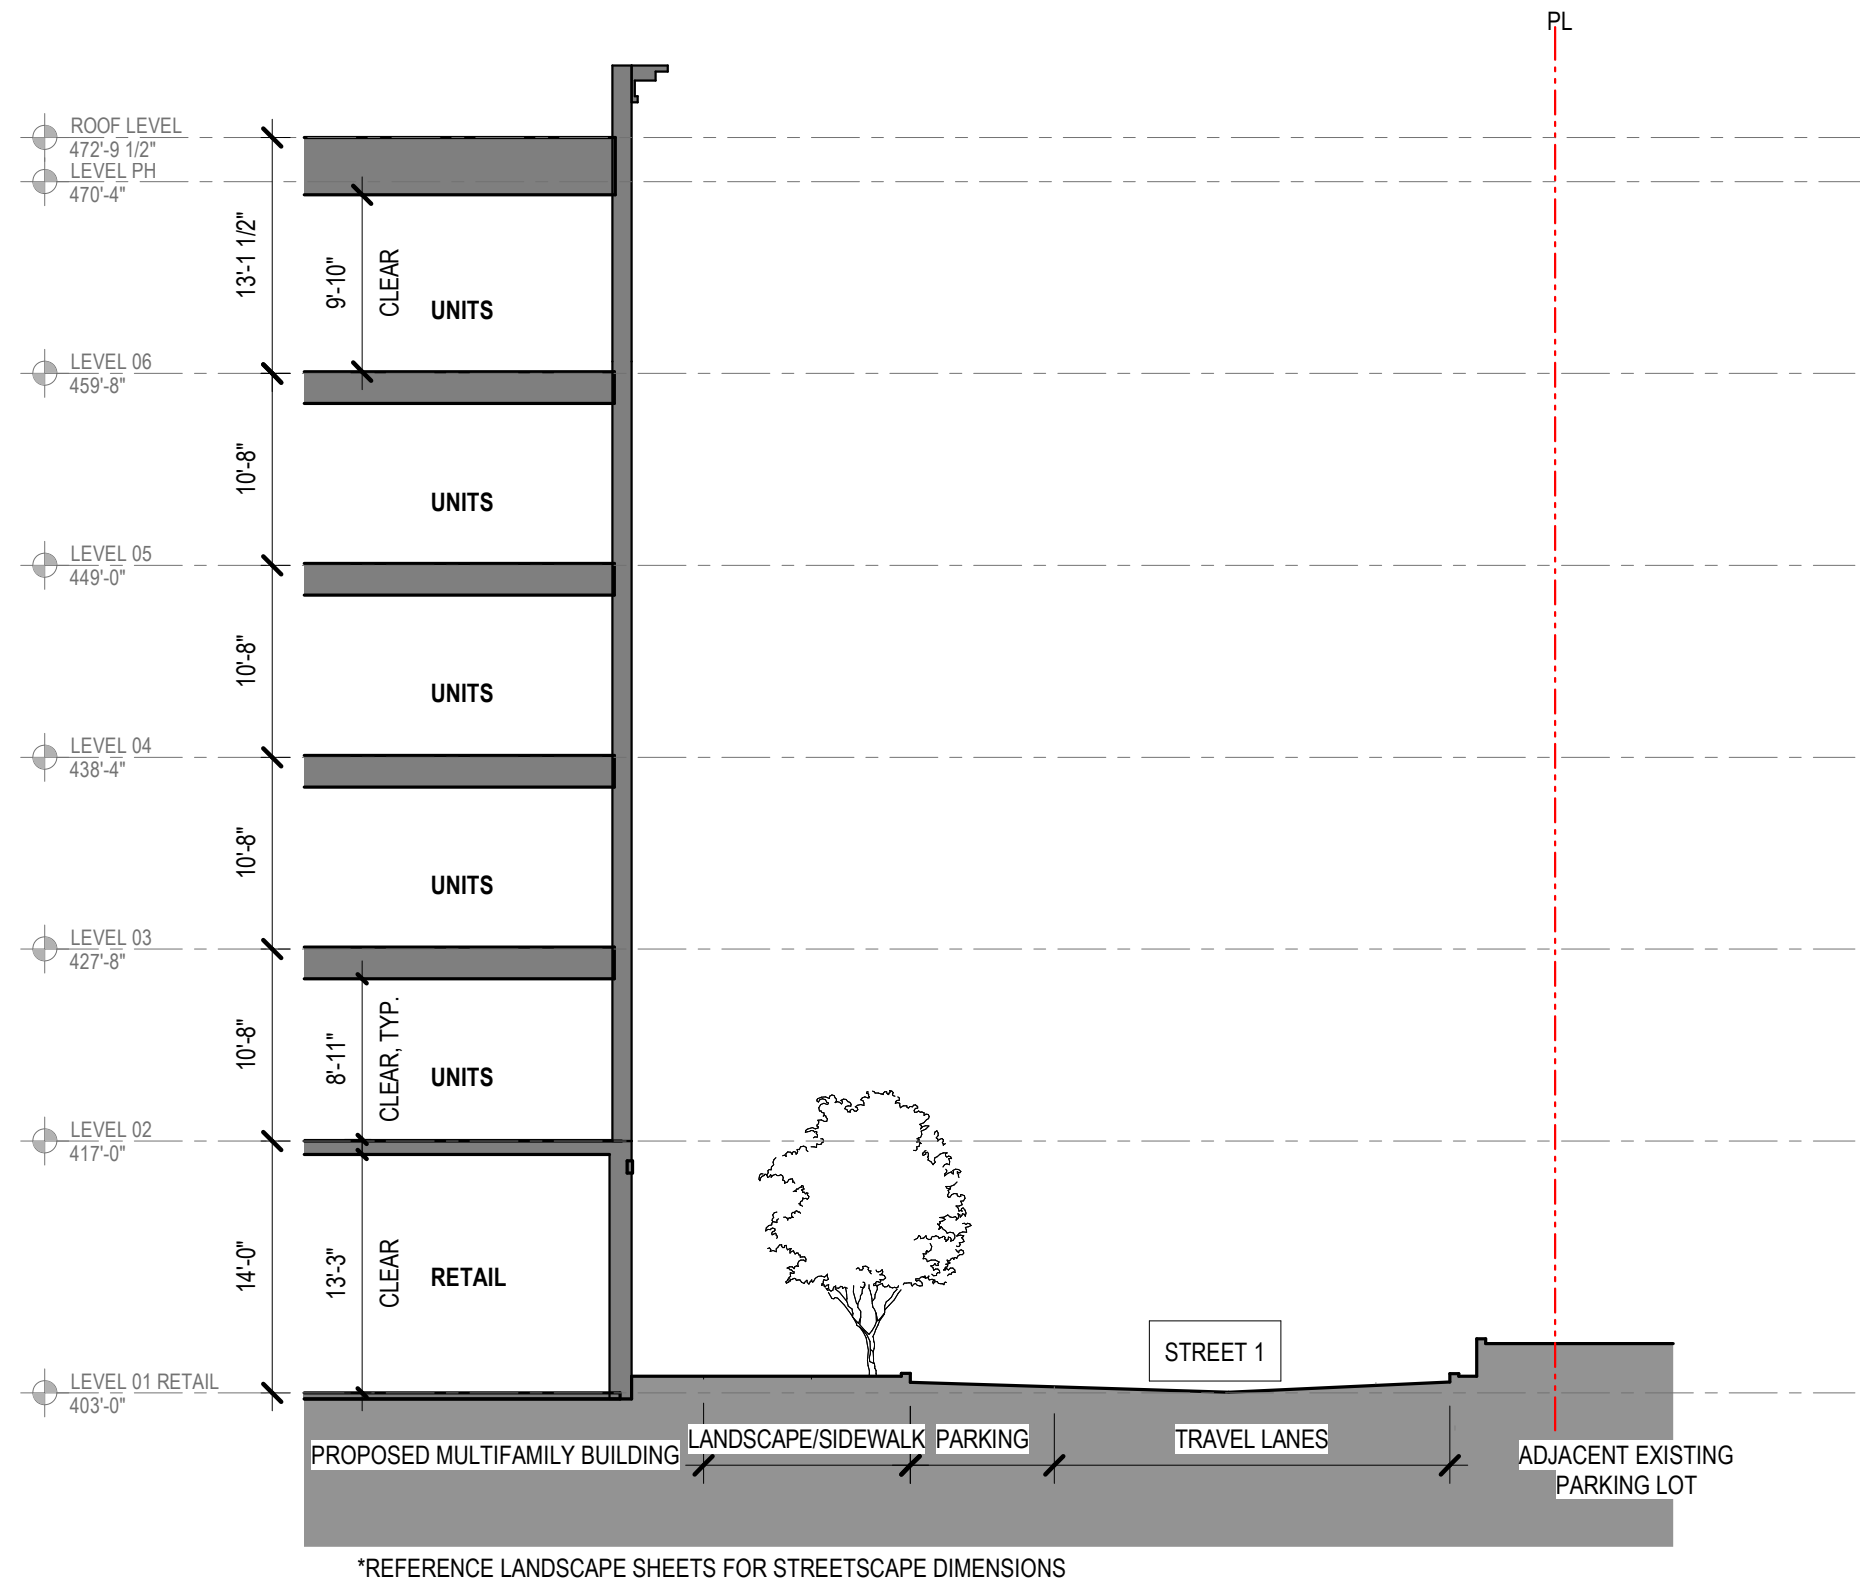 PL
ROOF LEVEL
472'-9 1/2"
LEVEL PH
470'-4"
13'-1 1/2"
9'-10"
CLEAR
UNITS
LEVEL 06
459'-8"
10'-8"
UNITS
LEVEL 05
449'-0"
10'-8"
UNITS
LEVEL 04
438'-4"
10'-8"
UNITS
LEVEL 03
427'-8"
10'-8"
8'-11"
CLEAR, TYP.
UNITS
LEVEL 02
417'-0"
14'-0"
13'-3"
CLEAR
RETAIL
STREET 1
LEVEL 01 RETAIL
403'-0"
PROPOSED MULTIFAMILY BUILDING
LANDSCAPE/SIDEWALK
PARKING
TRAVEL LANES
ADJACENT EXISTING
PARKING LOT
*REFERENCE LANDSCAPE SHEETS FOR STREETSCAPE DIMENSIONS